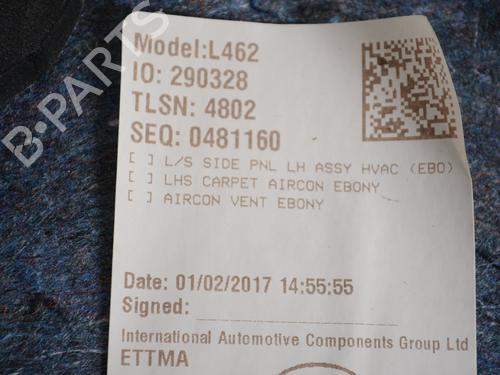 B-PARTS
Model:L462
IO: 290328
TLSN: 4802
SEQ: 0481160
[ ] L/S SIDE PNL LH ASSY HVAC (EBO)
[ ] LHS CARPET AIRCON EBONY
[ ] AIRCON VENT EBONY
Date: 01/02/2017 14:55:55
Signed:
International Automotive Components Group Ltd
ETTMA